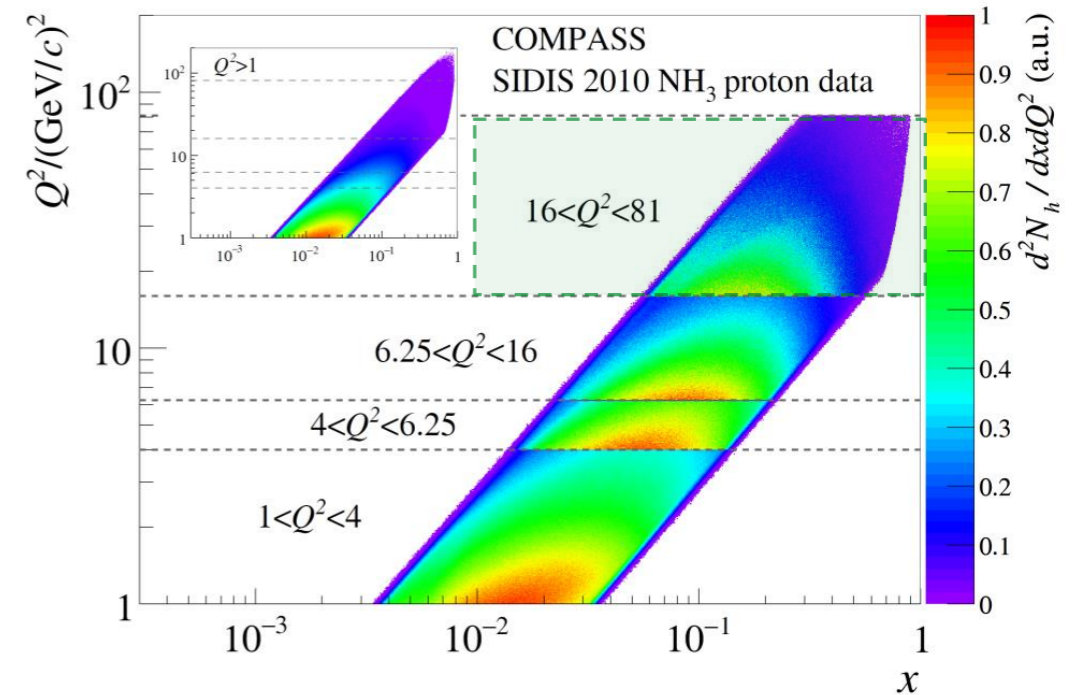 COMPASS
SIDIS 2010 NH₃ proton data
Q²/(GeV/c)²
10²
10
1
Q²>1
10²
10
1
10⁻³
10⁻²
10⁻¹
1
16<Q²<81
6.25<Q²<16
4<Q²<6.25
1<Q²<4
10⁻³
10⁻²
10⁻¹
1
x
1
0.9
0.8
0.7
0.6
0.5
0.4
0.3
0.2
0.1
0
d²N_h / dxdQ² (a.u.)